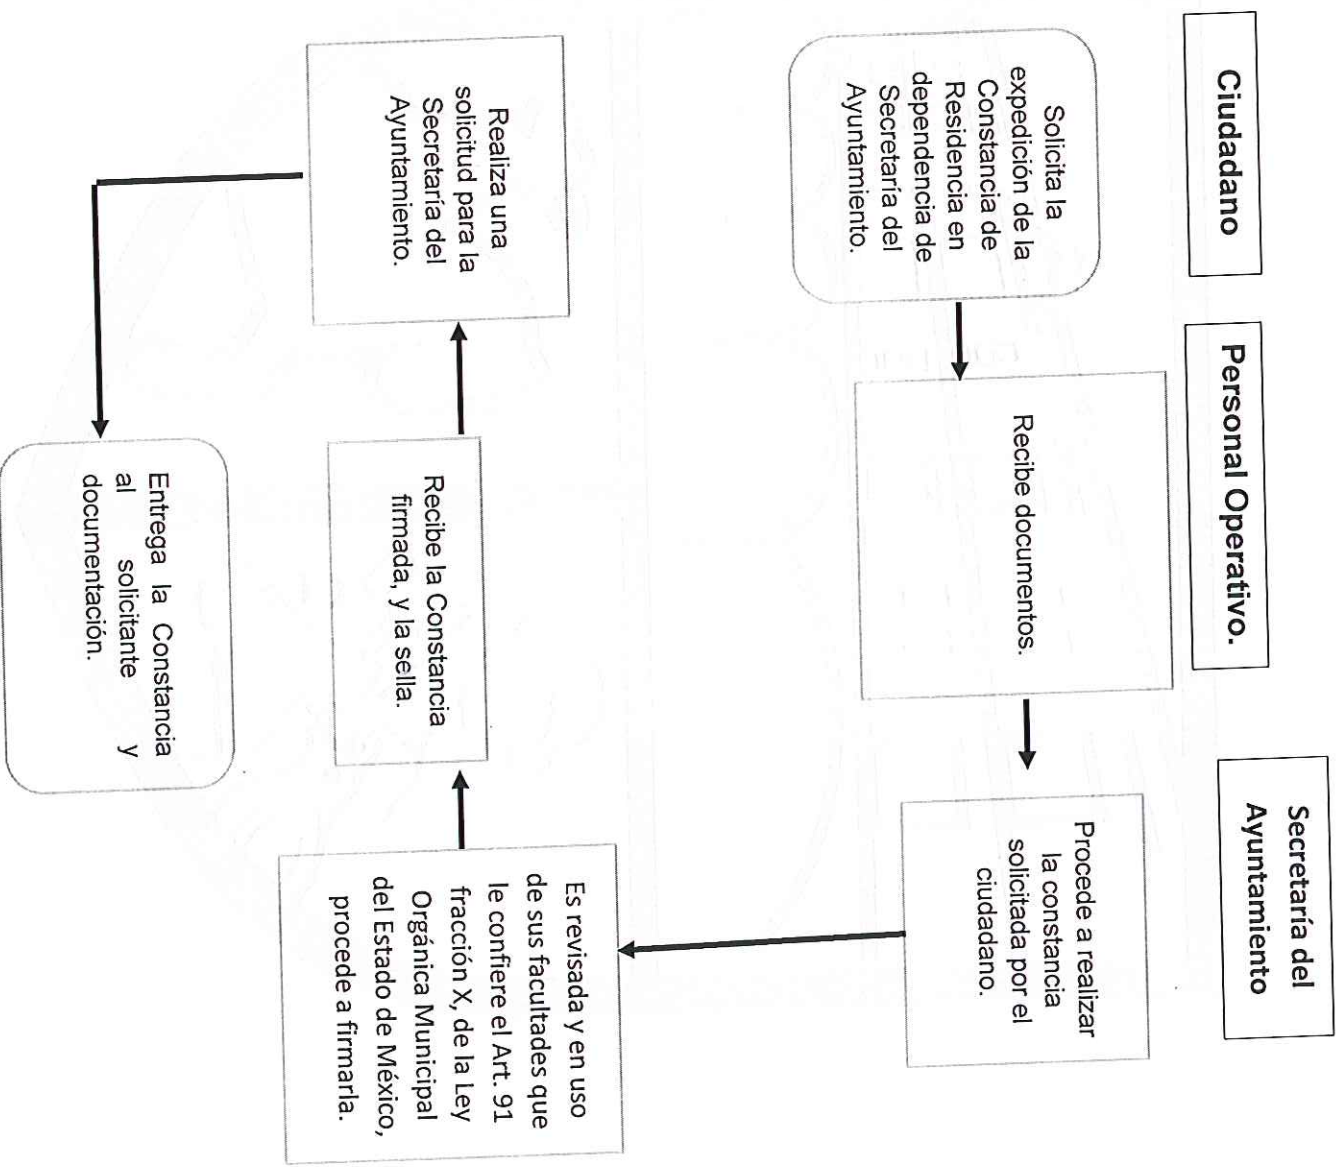 Ciudadano
Personal Operativo.
Secretaría del
Ayuntamiento
Solicita la
expedición de la
Constancia de
Residencia en
dependencia de
Secretaría del
Ayuntamiento.
Recibe documentos.
Procede a realizar
la constancia
solicitada por el
ciudadano.
Realiza una
solicitud para la
Secretaría del
Ayuntamiento.
Recibe la Constancia
firmada, y la sella.
Es revisada y en uso
de sus facultades que
le confiere el Art. 91
fracción X, de la Ley
Orgánica Municipal
del Estado de México,
procede a firmarla.
Entrega la Constancia
al solicitante y
documentación.